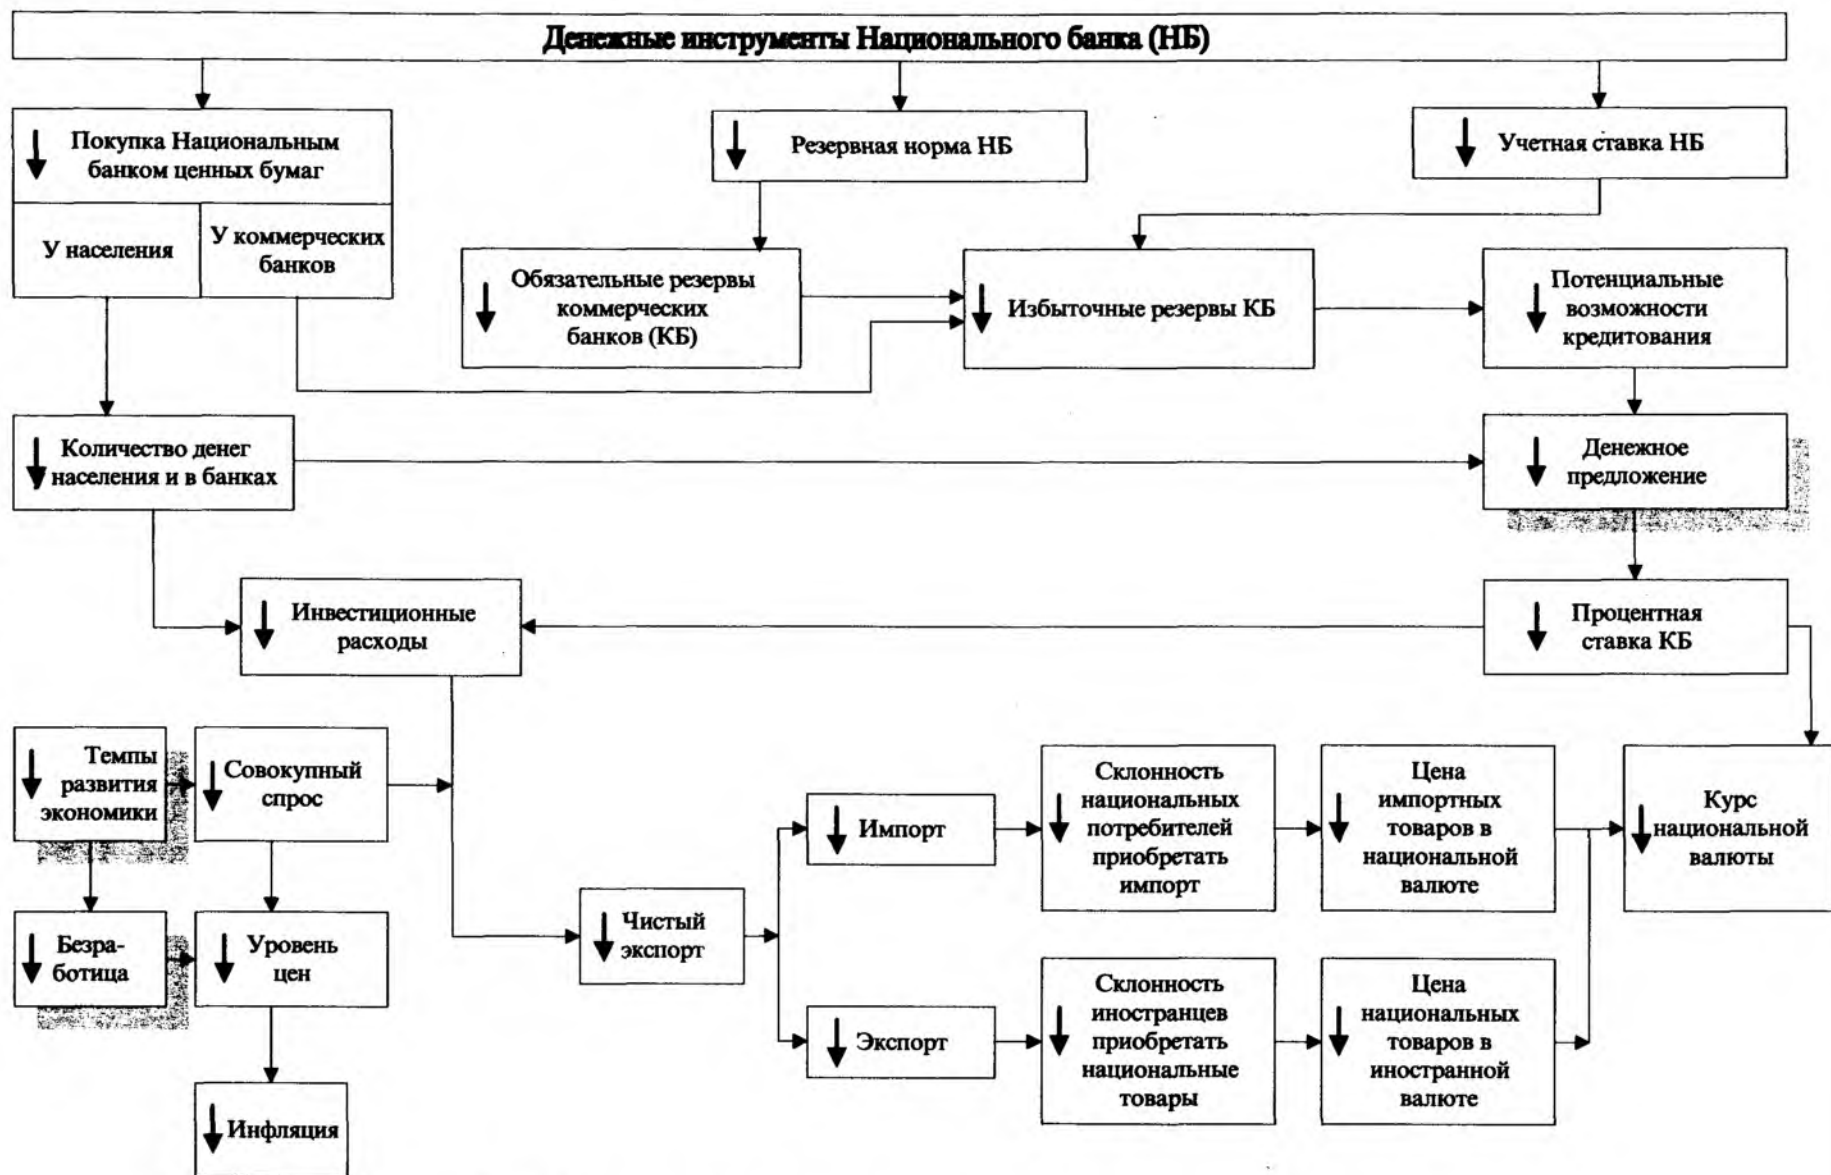 Денежные инструменты Национального банка (НБ)
Покупка Национальным
банком ценных бумаг
Резервная норма НБ
Учетная ставка НБ
У населения
У коммерческих
банков
Обязательные резервы
коммерческих
банков (КБ)
Избыточные резервы КБ
Потенциальные
возможности
кредитования
Количество денег
населения и в банках
Денежное
предложение
Инвестиционные
расходы
Процентная
ставка КБ
Темпы
развития
экономики
Совокупный
спрос
Импорт
Склонность
национальных
потребителей
приобретать
импорт
Цена
импортных
товаров в
национальной
валюте
Курс
национальной
валюты
Безра-
ботица
Уровень
цен
Чистый
экспорт
Экспорт
Склонность
иностранцев
приобретать
национальные
товары
Цена
национальных
товаров в
иностранной
валюте
Инфляция